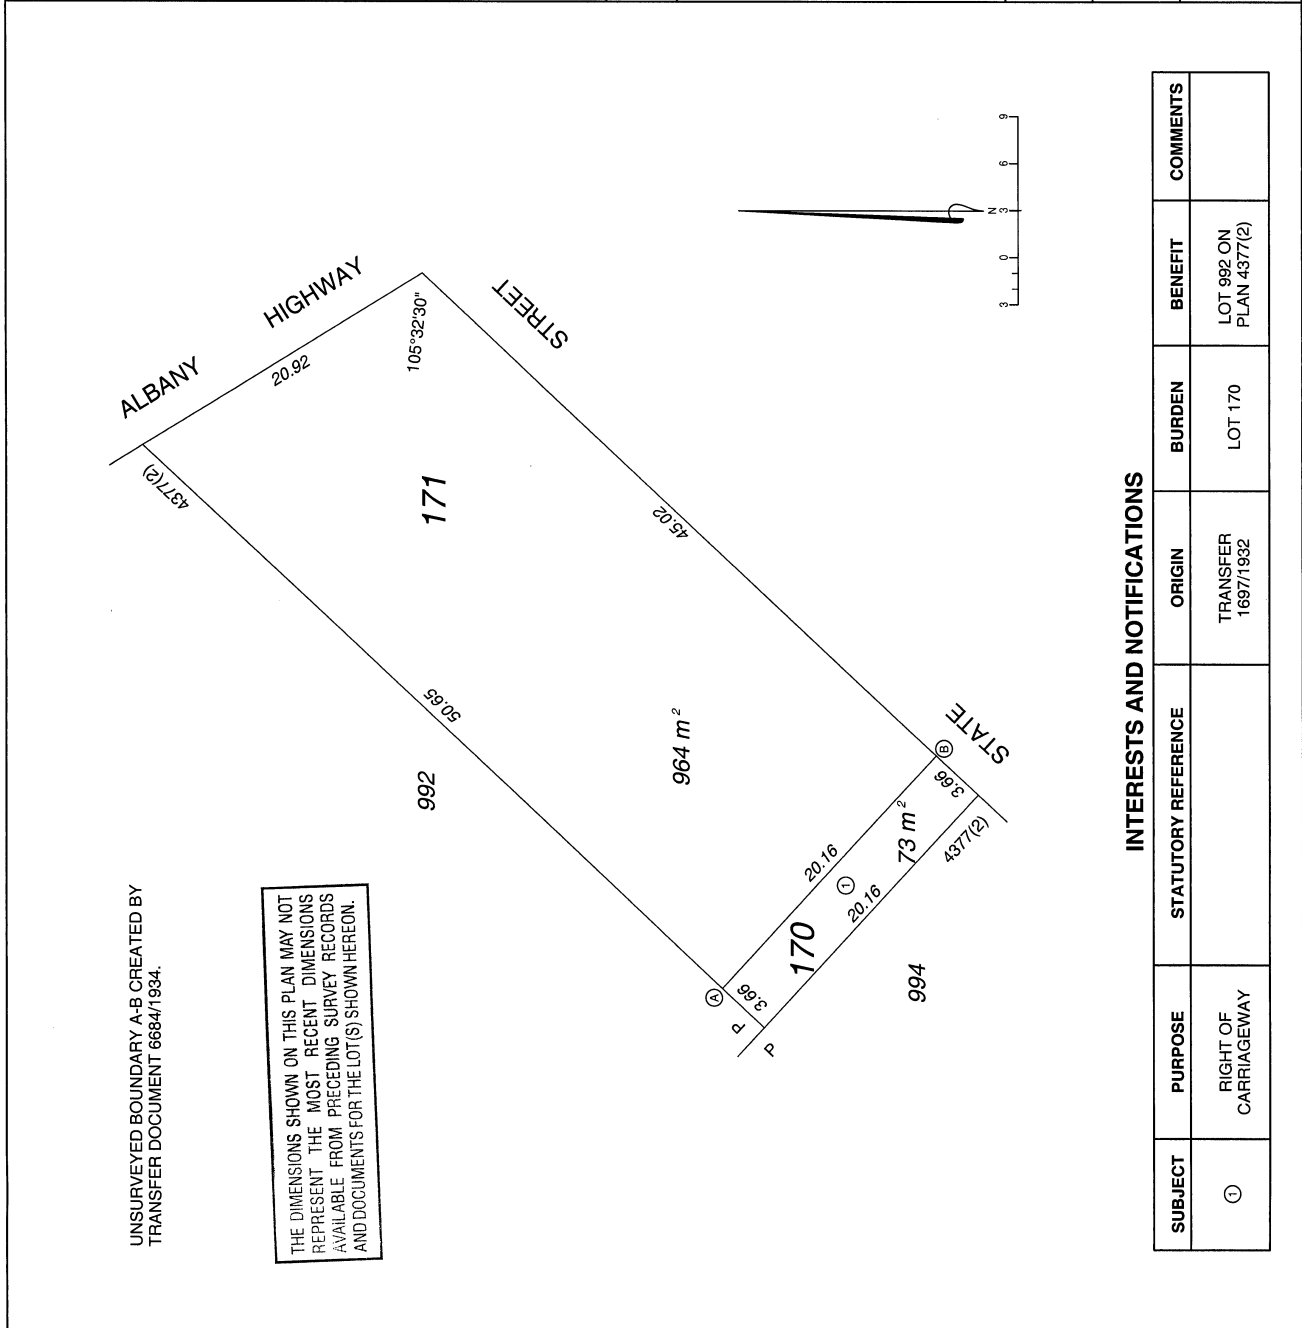 UNSURVEYED BOUNDARY A-B CREATED BY
TRANSFER DOCUMENT 6684/1934.
THE DIMENSIONS SHOWN ON THIS PLAN MAY NOT
REPRESENT THE MOST RECENT DIMENSIONS
AVAILABLE FROM PRECEDING SURVEY RECORDS
AND DOCUMENTS FOR THE LOT(S) SHOWN HEREON.
ALBANY HIGHWAY
20.92
4377(2)
105°32'30"
STREET
171
45.02
50.65
992
964 m²
STATE
B
3.66
73 m²
4377(2)
20.16
1
20.16
170
994
A
3.66
P
P
N
3 0 3 6 9
INTERESTS AND NOTIFICATIONS
SUBJECT PURPOSE STATUTORY REFERENCE ORIGIN BURDEN BENEFIT COMMENTS
1 RIGHT OF CARRIAGEWAY TRANSFER 1697/1932 LOT 170 LOT 992 ON PLAN 4377(2)